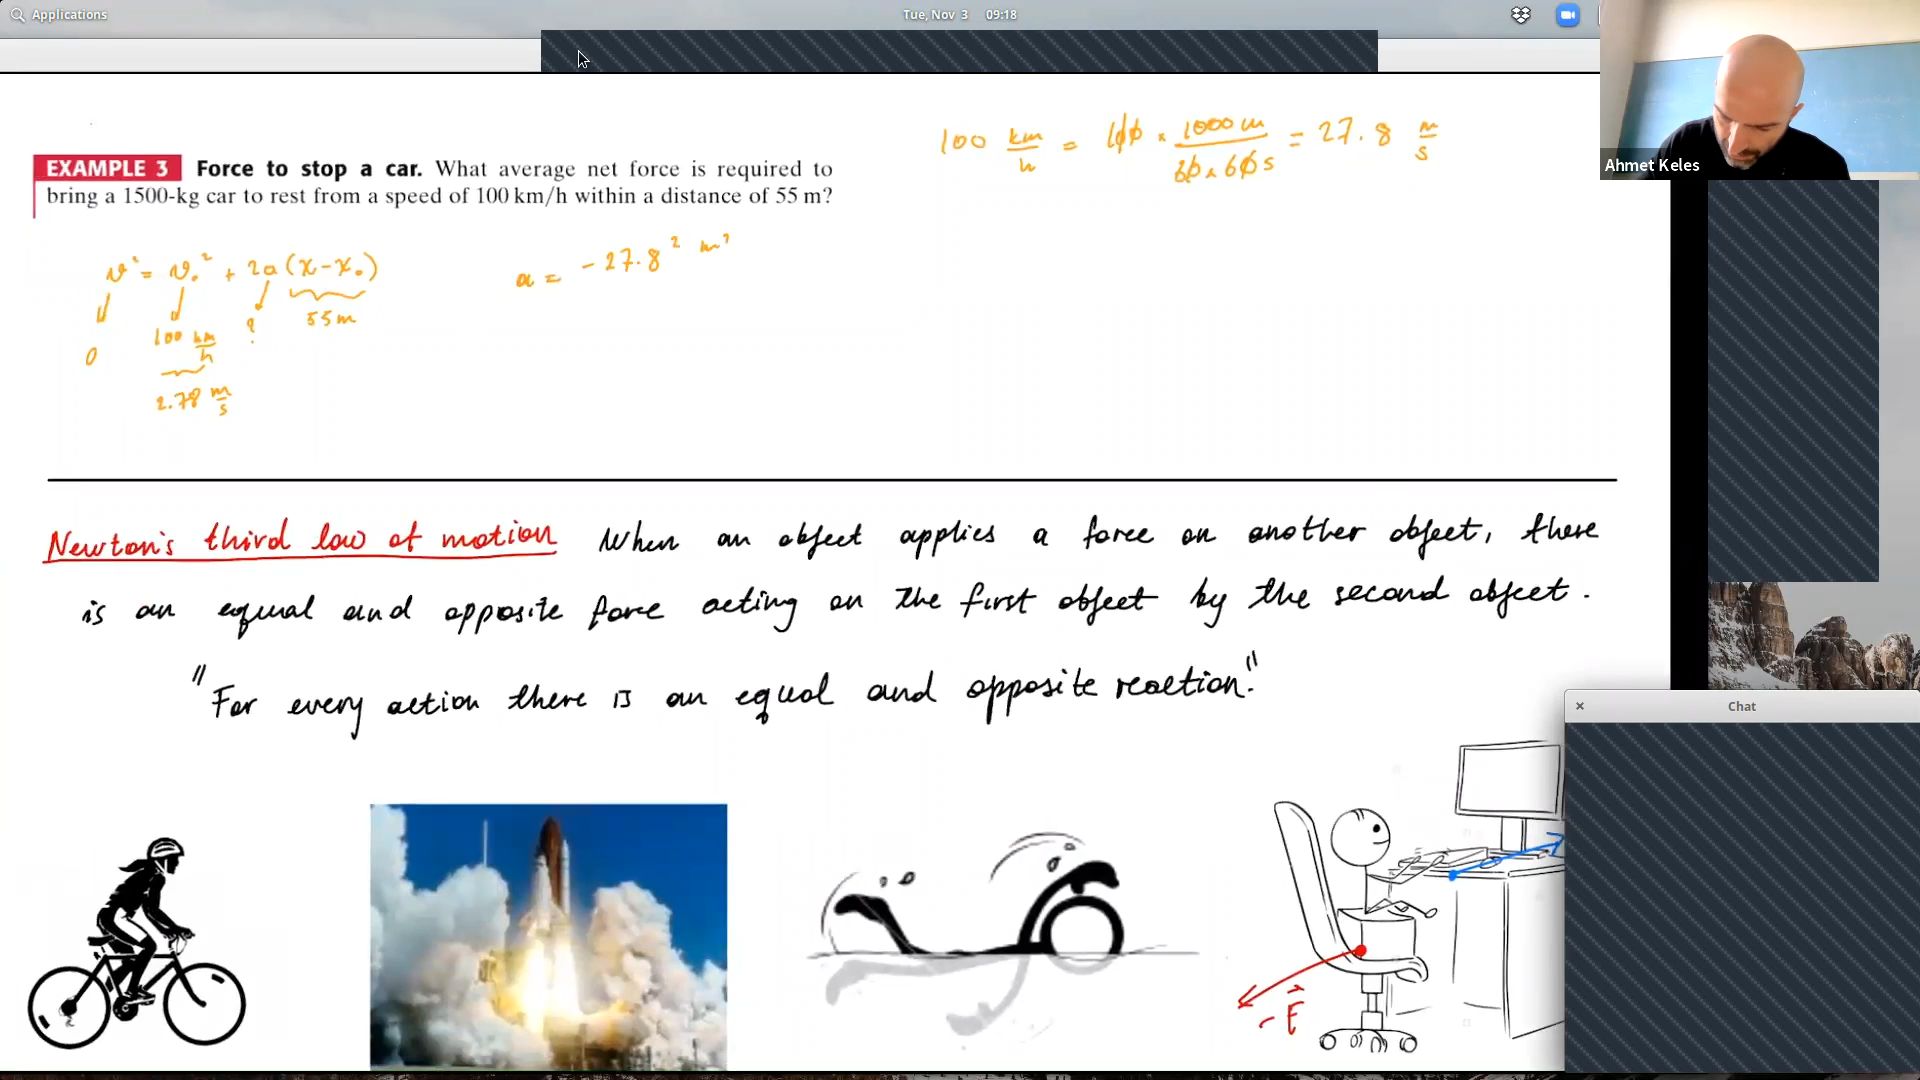 Applications
Tue, Nov 3 09:18
Ahmet Keles
100 km/h = 100 × 1000 m / 60 × 60 s = 27.8 m/s
EXAMPLE 3 Force to stop a car. What average net force is required to
bring a 1500-kg car to rest from a speed of 100 km/h within a distance of 55 m?
v² = v₀² + 2a (x - x₀)
0
100 km/h
?
55 m
2.78 m/s
a = -27.8² m²
Newton's third law of motion When an object applies a force on another object, there
is an equal and opposite force acting on the first object by the second object.
"For every action there is an equal and opposite reaction."
Chat
-F